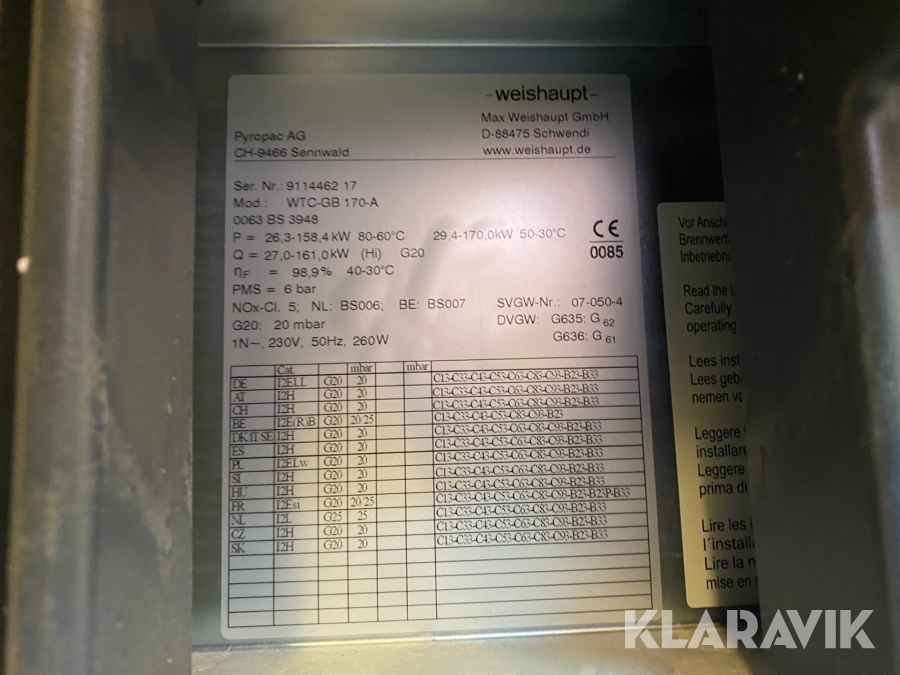 -weishaupt-
Max Weishaupt GmbH
D-88475 Schwendi
www.weishaupt.de
Pyropac AG
CH-9466 Sennwald
Ser. Nr.: 9114462 17
Mod.: WTC-GB 170-A
0063 BS 3948
P = 26,3-158,4kW 80-60°C 29,4-170,0kW 50-30°C
Q = 27,0-161,0kW (Hi) G20
ηF = 98,9% 40-30°C
PMS = 6 bar
CE
0085
NOx-Cl. 5; NL: BS006; BE: BS007 SVGW-Nr.: 07-050-4
G20; 20 mbar DVGW: G635: G 62
1N~, 230V, 50Hz, 260W G636: G 61
Cat. mbar mbar
DE I2ELL G20 20 C13-C33-C43-C53-C63-C83-C93-B23-B33
AT I2H G20 20 C13-C33-C43-C53-C63-C83-C93-B23-B33
CH I2H G20 20 C13-C33-C43-C53-C63-C83-C93-B23-B33
BE I2E(R)B G20 20/25 C13-C33-C43-C53-C83-C93-B23
DK IT SE I2H G20 20 C13-C33-C43-C53-C63-C83-C93-B23-B33
ES I2H G20 20 C13-C33-C43-C53-C63-C83-C93-B23-B33
PL I2ELw G20 20 C13-C33-C43-C53-C63-C83-C93-B23-B33
SI I2H G20 20 C13-C33-C43-C53-C63-C83-C93-B23-B33
HU I2H G20 20 C13-C33-C43-C53-C63-C83-C93-B23-B33
FR I2Esi G20 20/25 C13-C33-C43-C53-C63-C83-C93-B23-B23P-B33
NL I2L G25 25 C13-C33-C43-C53-C63-C83-C93-B23-B33
CZ I2H G20 20 C13-C33-C43-C53-C63-C83-C93-B23-B33
SK I2H G20 20 C13-C33-C43-C53-C63-C83-C93-B23-B33
Vor Anschl
Brennwert
Inbetriebna
Read the
Carefully
operating
Lees inst
Lees geb
nemen va
Leggere
installare
Leggere
prima di
Lire les
l'install
Lire la n
mise en
KLARAVIK